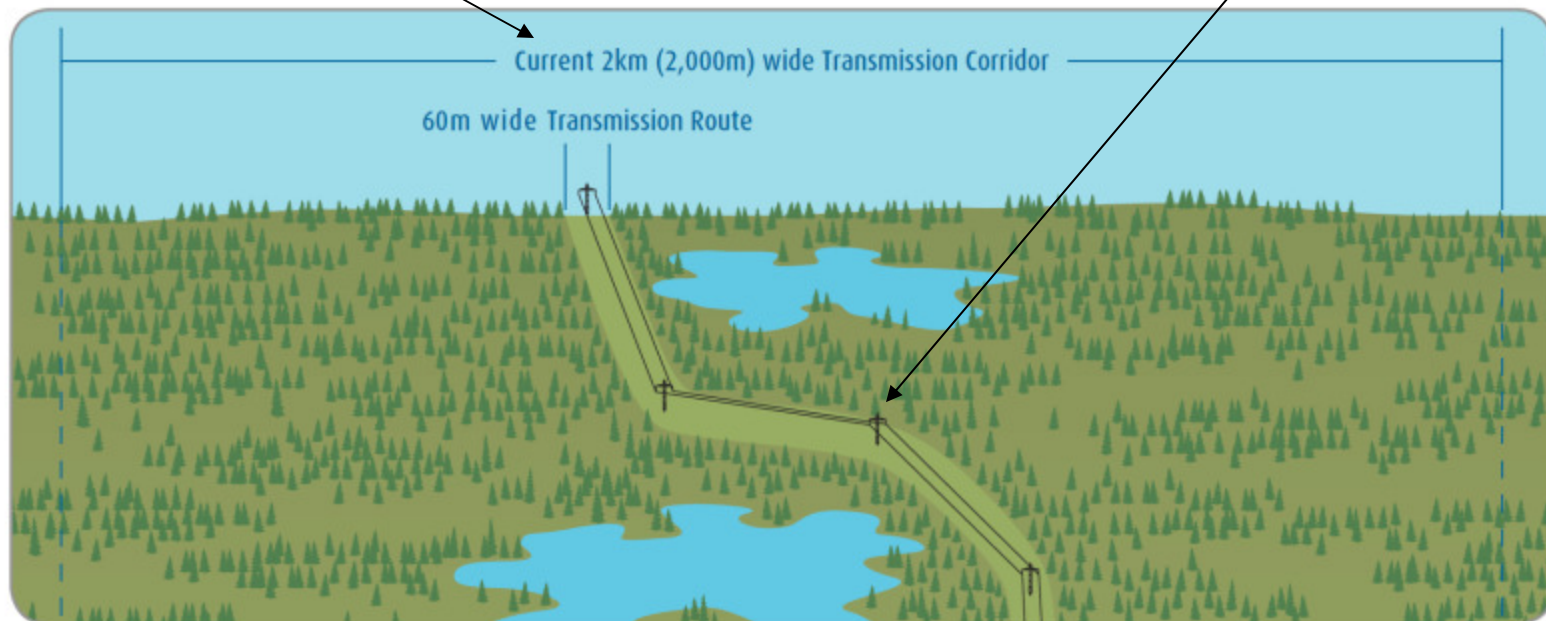 Current 2km (2,000m) wide Transmission Corridor
60m wide Transmission Route